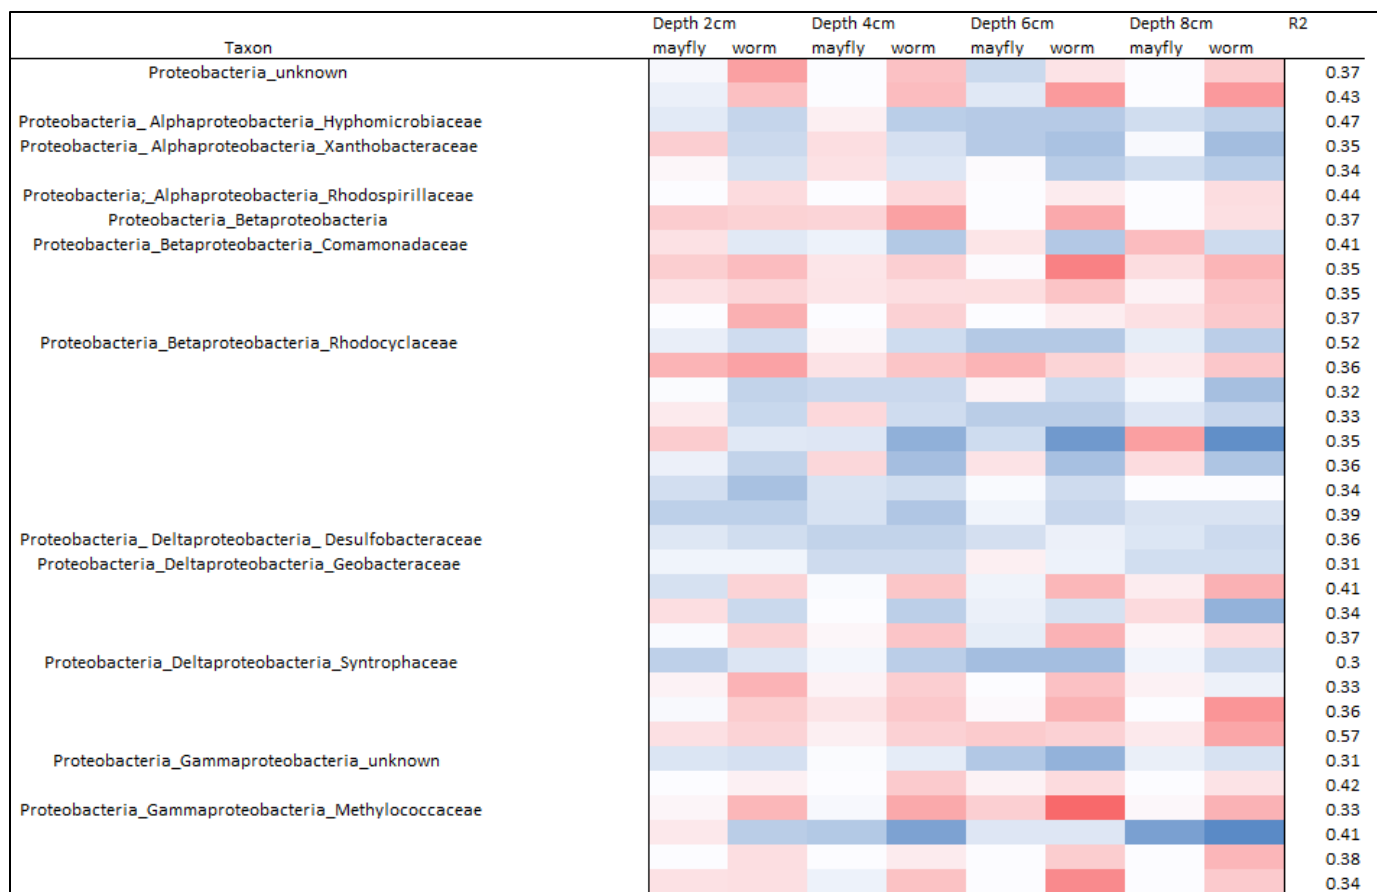 Depth 2cm Depth 4cm Depth 6cm Depth 8cm R2
Taxon mayfly worm mayfly worm mayfly worm mayfly worm
Proteobacteria_unknown 0.37
0.43
Proteobacteria_ Alphaproteobacteria_Hyphomicrobiaceae 0.47
Proteobacteria_ Alphaproteobacteria_Xanthobacteraceae 0.35
0.34
Proteobacteria;_Alphaproteobacteria_Rhodospirillaceae 0.44
Proteobacteria_Betaproteobacteria 0.37
Proteobacteria_Betaproteobacteria_Comamonadaceae 0.41
0.35
0.35
0.37
Proteobacteria_Betaproteobacteria_Rhodocyclaceae 0.52
0.36
0.32
0.33
0.35
0.36
0.34
0.39
Proteobacteria_ Deltaproteobacteria_ Desulfobacteraceae 0.36
Proteobacteria_Deltaproteobacteria_Geobacteraceae 0.31
0.41
0.34
0.37
Proteobacteria_Deltaproteobacteria_Syntrophaceae 0.3
0.33
0.36
0.57
Proteobacteria_Gammaproteobacteria_unknown 0.31
0.42
Proteobacteria_Gammaproteobacteria_Methylococcaceae 0.33
0.41
0.38
0.34